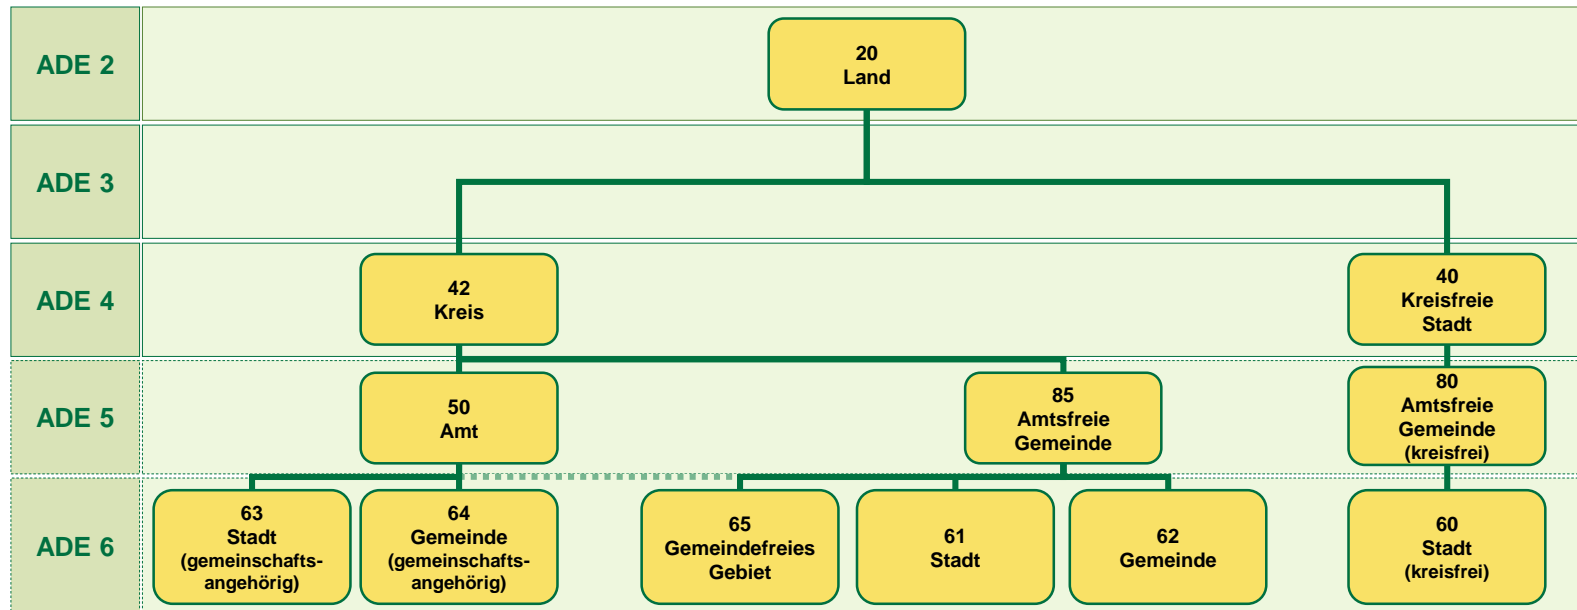 ADE 2
20
Land
ADE 3
ADE 4
42
Kreis
40
Kreisfreie
Stadt
ADE 5
50
Amt
85
Amtsfreie
Gemeinde
80
Amtsfreie
Gemeinde
(kreisfrei)
ADE 6
63
Stadt
(gemeinschafts-
angehörig)
64
Gemeinde
(gemeinschafts-
angehörig)
65
Gemeindefreies
Gebiet
61
Stadt
62
Gemeinde
60
Stadt
(kreisfrei)